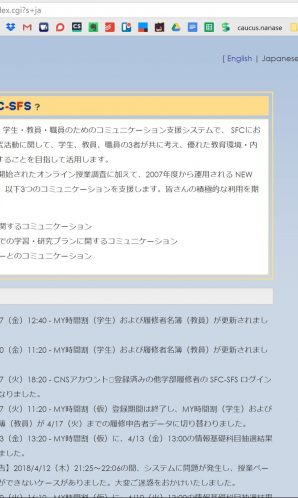 dex.cgi?s+ja
caucus.nanase
[ English | Japanese
C-SFS ?
学生・教員・職員のためのコミュニケーション支援システムで、SFCにお
究活動に関して、学生、教員、職員の3者が共に考え、優れた教育環境・内
することを目指して活用します。
開始されたオンライン授業調査に加えて、2007年度から運用される NEW
以下3つのコミュニケーションを支援します。皆さんの積極的な利用を期
関するコミュニケーション
での学習・研究プランに関するコミュニケーション
ーとのコミュニケーション
7（金）12:40 - MY時間割（学生）および履修者名簿（教員）が更新されまし
0（金）11:20 - MY時間割（学生）および履修者名簿（教員）が更新されまし
7（火）18:20 - CNSアカウント○登録済みの他学部履修者の SFC-SFS ログイン
なりました。
7（火）11:20 - MY時間割（仮）登録期間は終了し、MY時間割（学生）および
簿（教員）が 4/17（火）までの履修申告者データに切り替わりました。
3（金）13:20 - MY時間割（仮）に、4/13（金）13:00の情報基礎科目抽選結果
ました。
告】2018/4/12（木）21:25〜22:06の間、システムに問題が発生し、授業ペー
ができないケースがありました。大変ご迷惑をおかけいたしました。